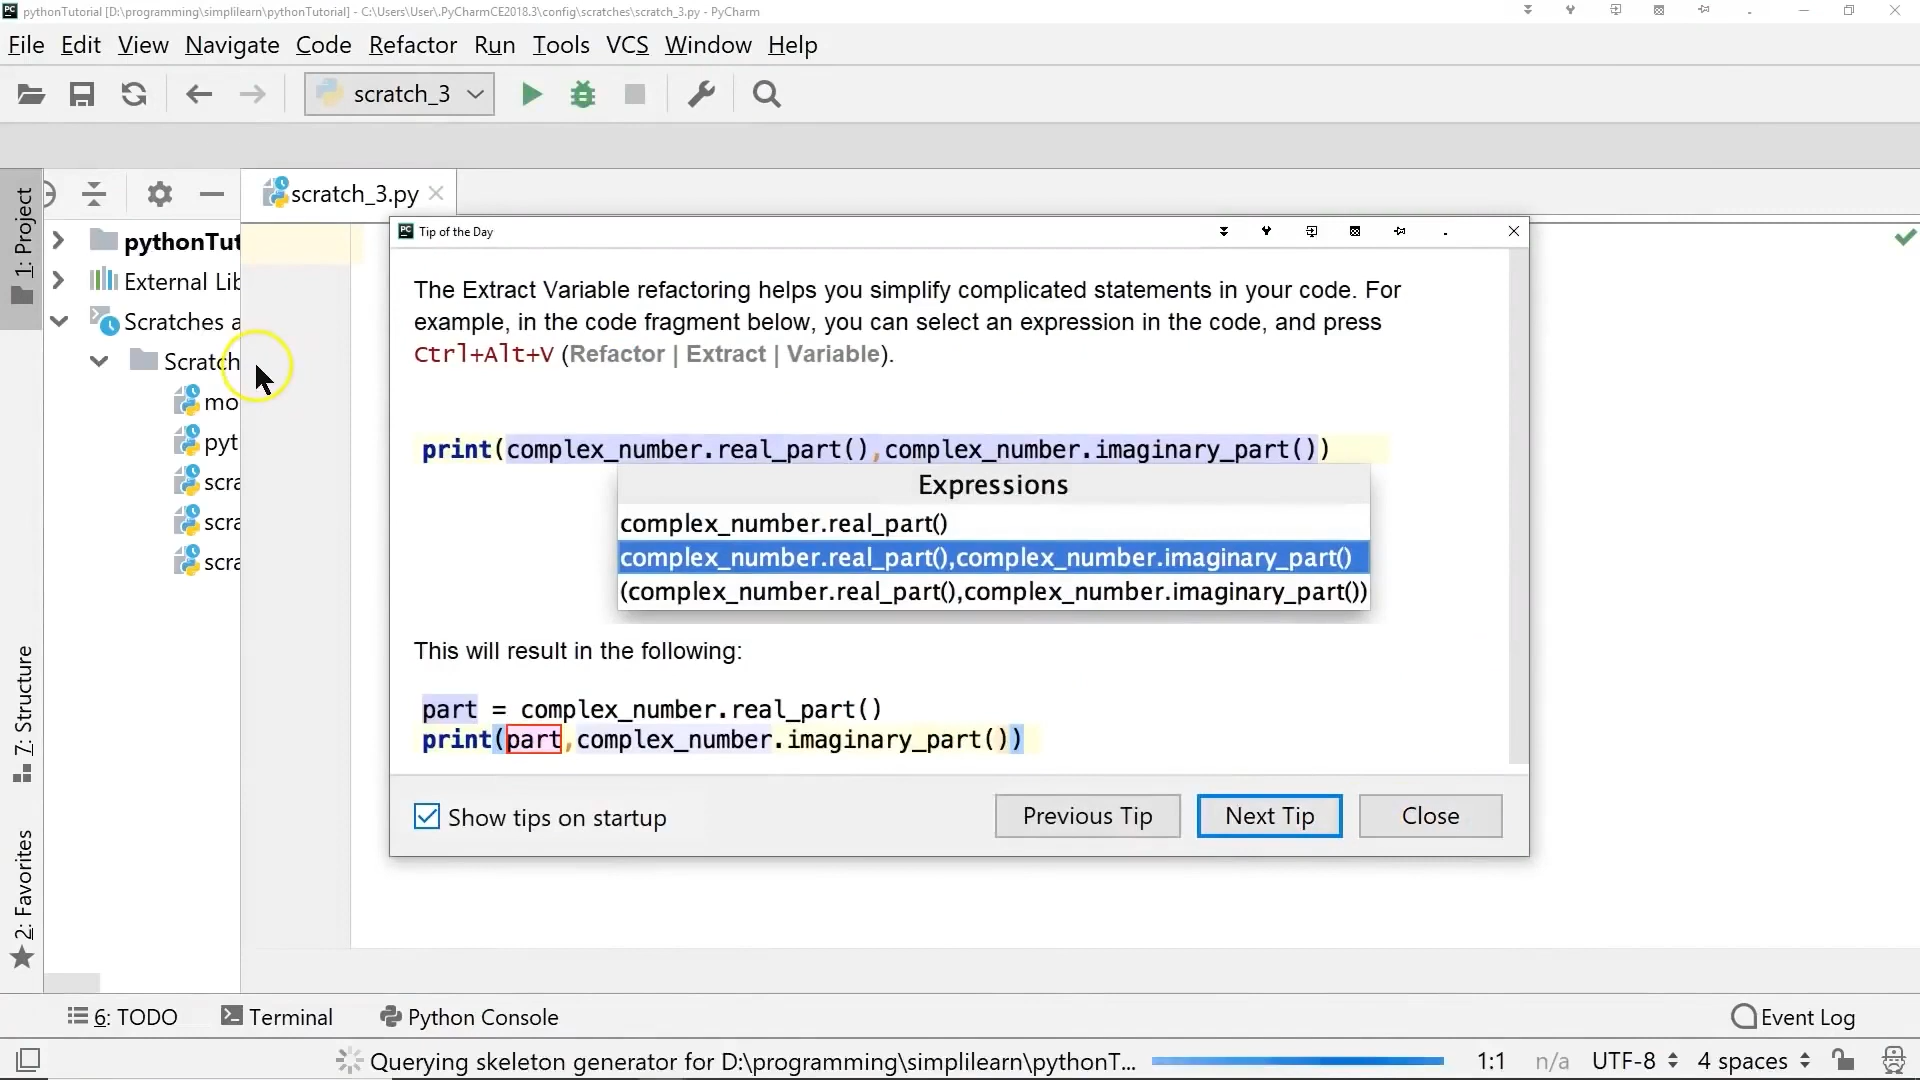 pythonTutorial [D:\programming\simplilearn\pythonTutorial] - C:\Users\User\.PyCharmCE2018.3\config\scratches\scratch_3.py - PyCharm
File Edit View Navigate Code Refactor Run Tools VCS Window Help
scratch_3
1: Project
scratch_3.py
pythonTut
External Lib
Scratches a
Scratch
mo
pyt
scra
scra
scra
7: Structure
2: Favorites
PC Tip of the Day
The Extract Variable refactoring helps you simplify complicated statements in your code. For
example, in the code fragment below, you can select an expression in the code, and press
Ctrl+Alt+V (Refactor | Extract | Variable).
print(complex_number.real_part(),complex_number.imaginary_part())
Expressions
complex_number.real_part()
complex_number.real_part(),complex_number.imaginary_part()
(complex_number.real_part(),complex_number.imaginary_part())
This will result in the following:
part = complex_number.real_part()
print(part,complex_number.imaginary_part())
Show tips on startup
Previous Tip Next Tip Close
6: TODO Terminal Python Console Event Log
Querying skeleton generator for D:\programming\simplilearn\pythonT... 1:1 n/a UTF-8 4 spaces